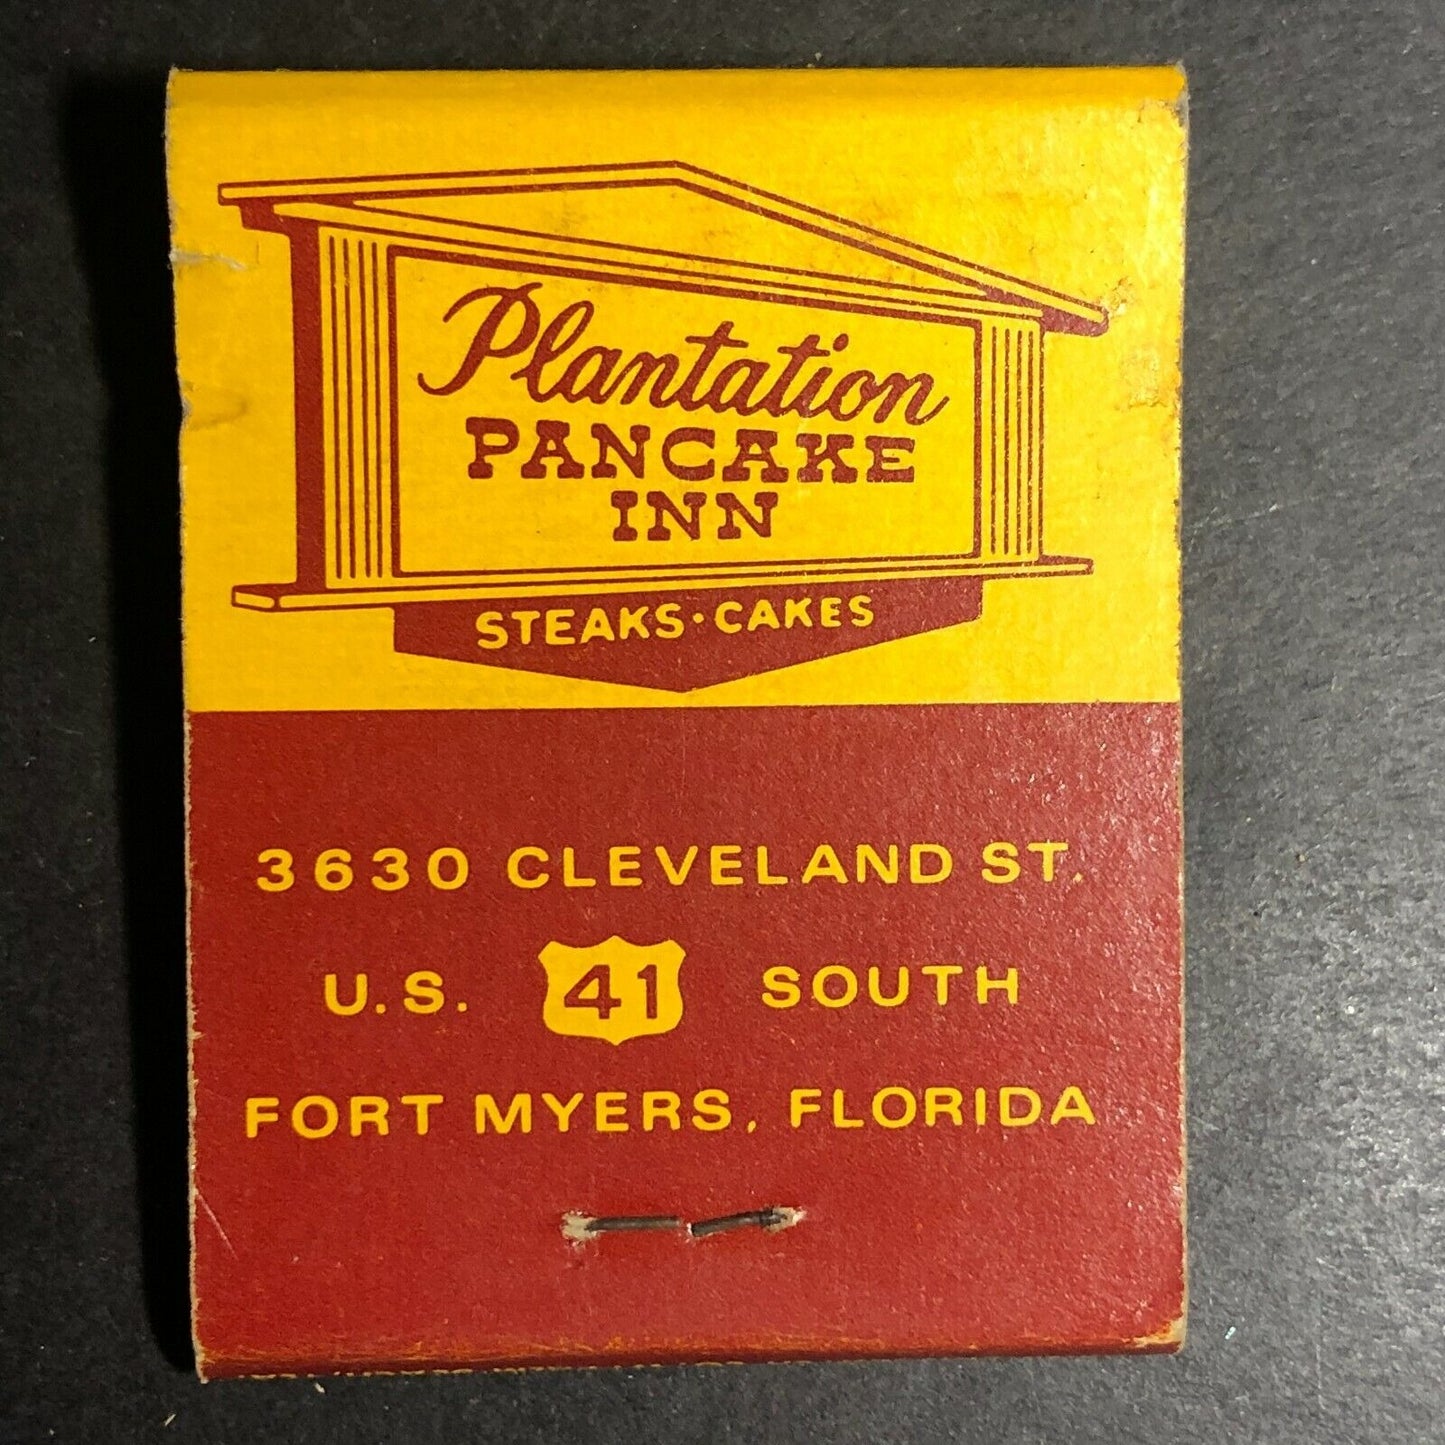 Plantation
PANCAKE
INN
STEAKS·CAKES
3630 CLEVELAND ST.
U.S. 41 SOUTH
FORT MYERS, FLORIDA